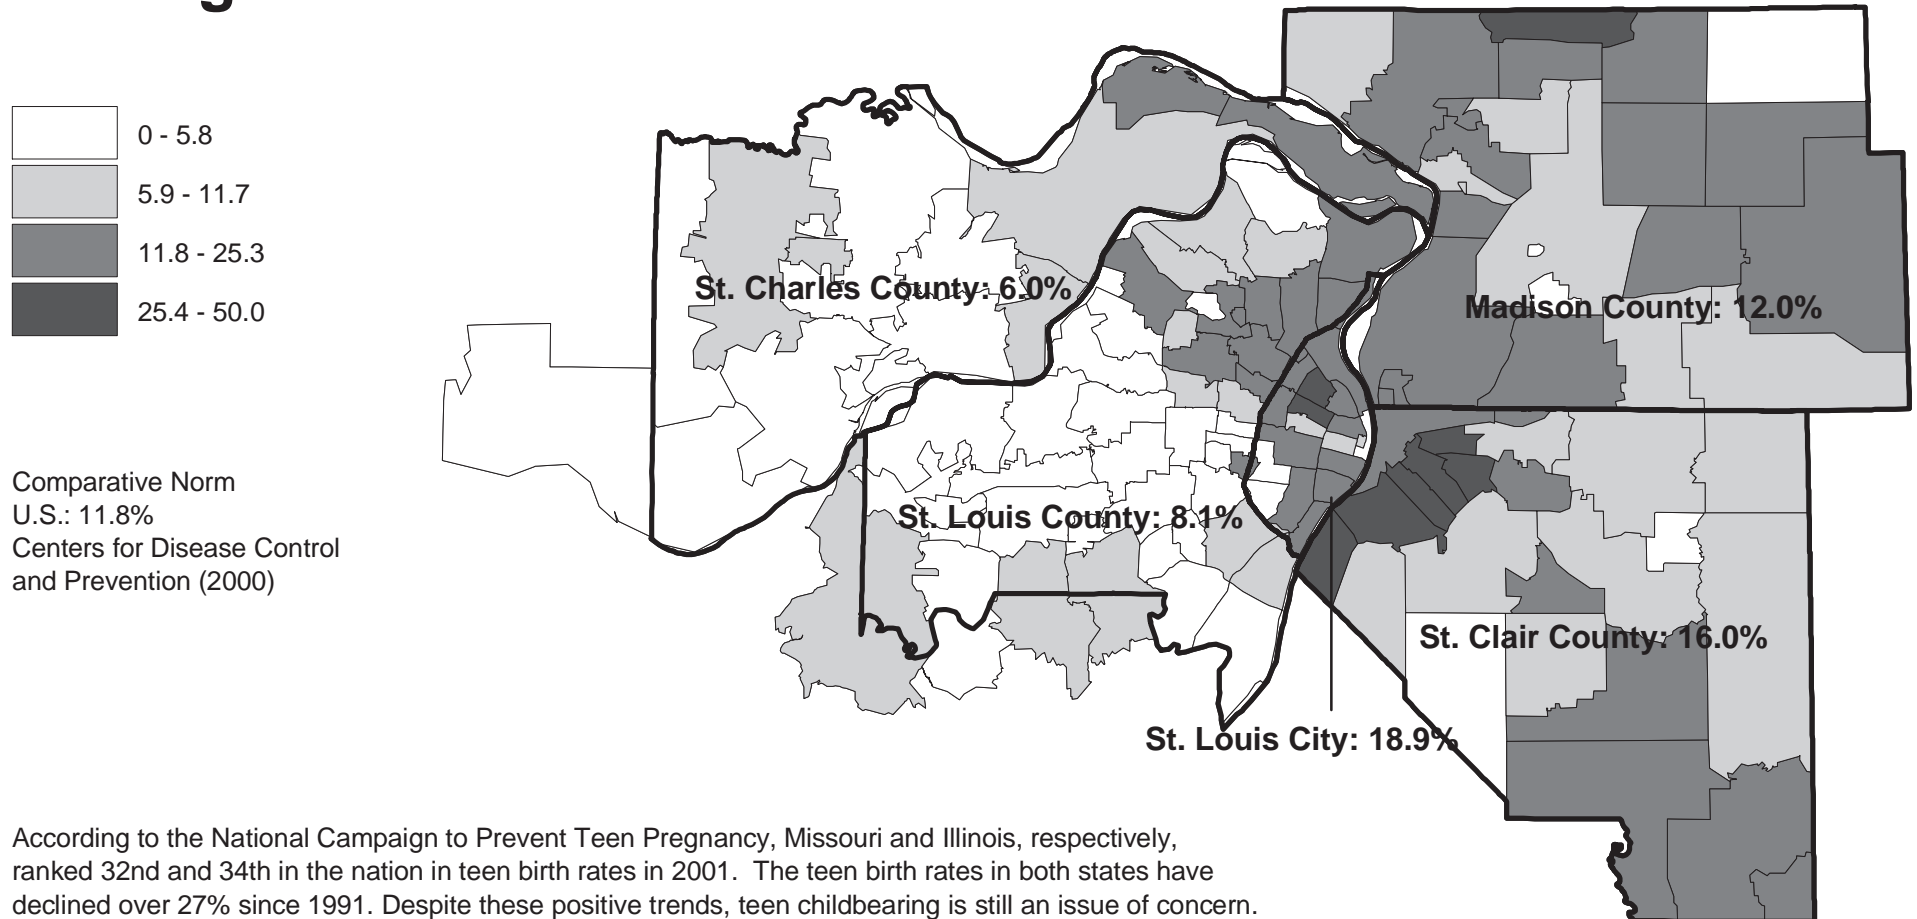 0 - 5.8
5.9 - 11.7
11.8 - 25.3
25.4 - 50.0
St. Charles County: 6.0%
Madison County: 12.0%
Comparative Norm
U.S.: 11.8%
Centers for Disease Control
and Prevention (2000)
St. Louis County: 8.1%
St. Clair County: 16.0%
St. Louis City: 18.9%
According to the National Campaign to Prevent Teen Pregnancy, Missouri and Illinois, respectively,
ranked 32nd and 34th in the nation in teen birth rates in 2001.  The teen birth rates in both states have
declined over 27% since 1991. Despite these positive trends, teen childbearing is still an issue of concern.